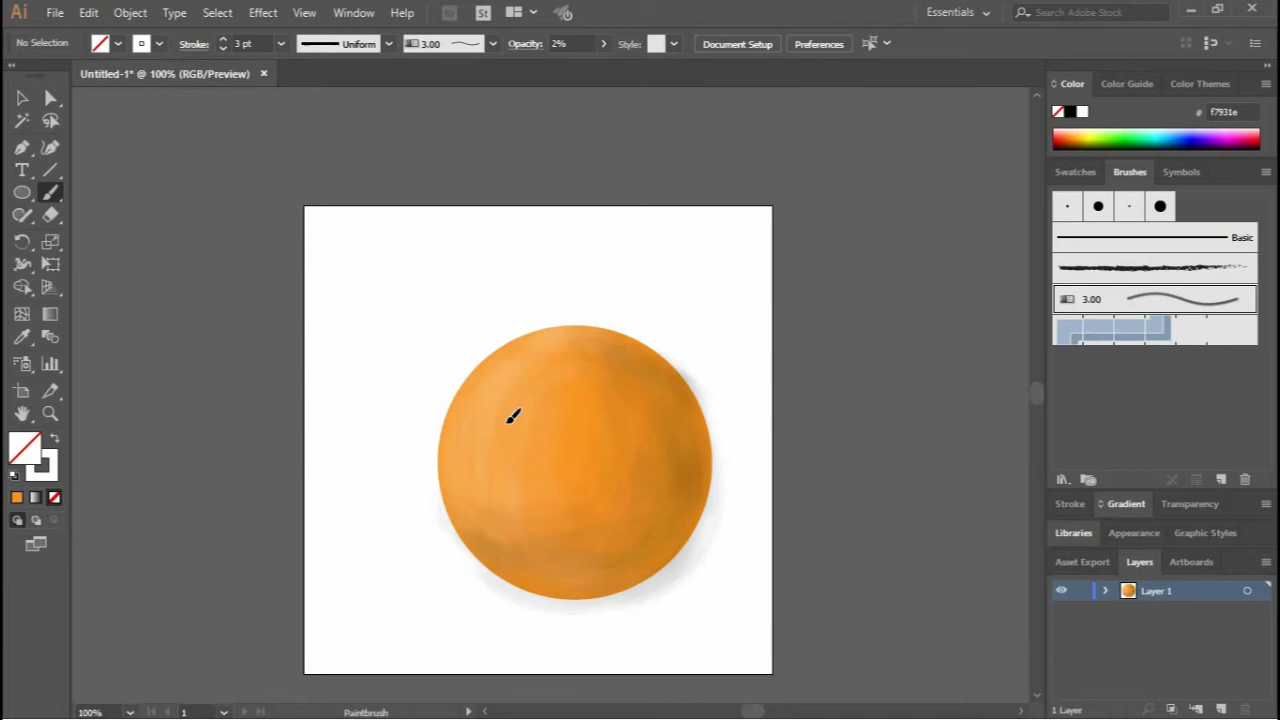 Ai File Edit Object Type Select Effect View Window Help Br St Essentials Search Adobe Stock
No Selection Stroke: 3 pt Uniform 3.00 Opacity: 2% Style: Document Setup Preferences
Untitled-1* @ 100% (RGB/Preview) ×
Color Color Guide Color Themes
# f7931e
Swatches Brushes Symbols
Basic
3.00
Stroke Gradient Transparency
Libraries Appearance Graphic Styles
Asset Export Layers Artboards
Layer 1
100% 1 Paintbrush 1 Layer